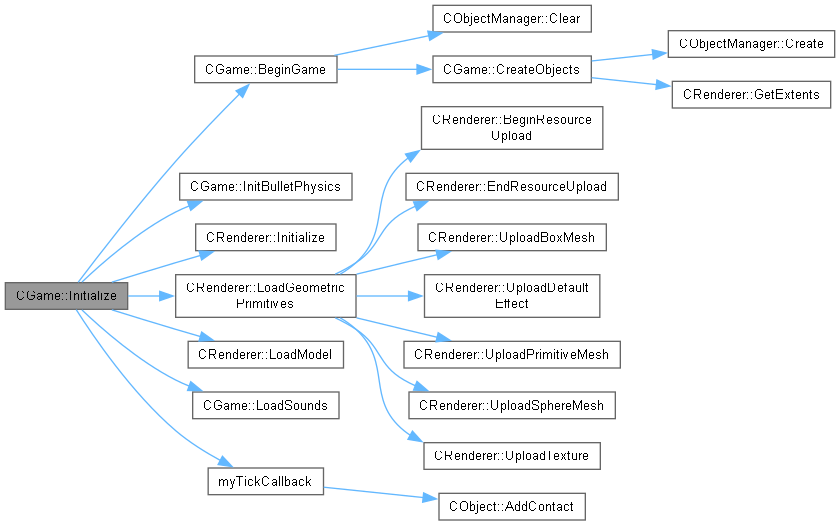 CGame::Initialize
CGame::BeginGame
CObjectManager::Clear
CGame::CreateObjects
CObjectManager::Create
CRenderer::GetExtents
CGame::InitBulletPhysics
CRenderer::Initialize
CRenderer::LoadGeometric
Primitives
CRenderer::BeginResource
Upload
CRenderer::EndResourceUpload
CRenderer::UploadBoxMesh
CRenderer::UploadDefault
Effect
CRenderer::UploadPrimitiveMesh
CRenderer::UploadSphereMesh
CRenderer::UploadTexture
CRenderer::LoadModel
CGame::LoadSounds
myTickCallback
CObject::AddContact